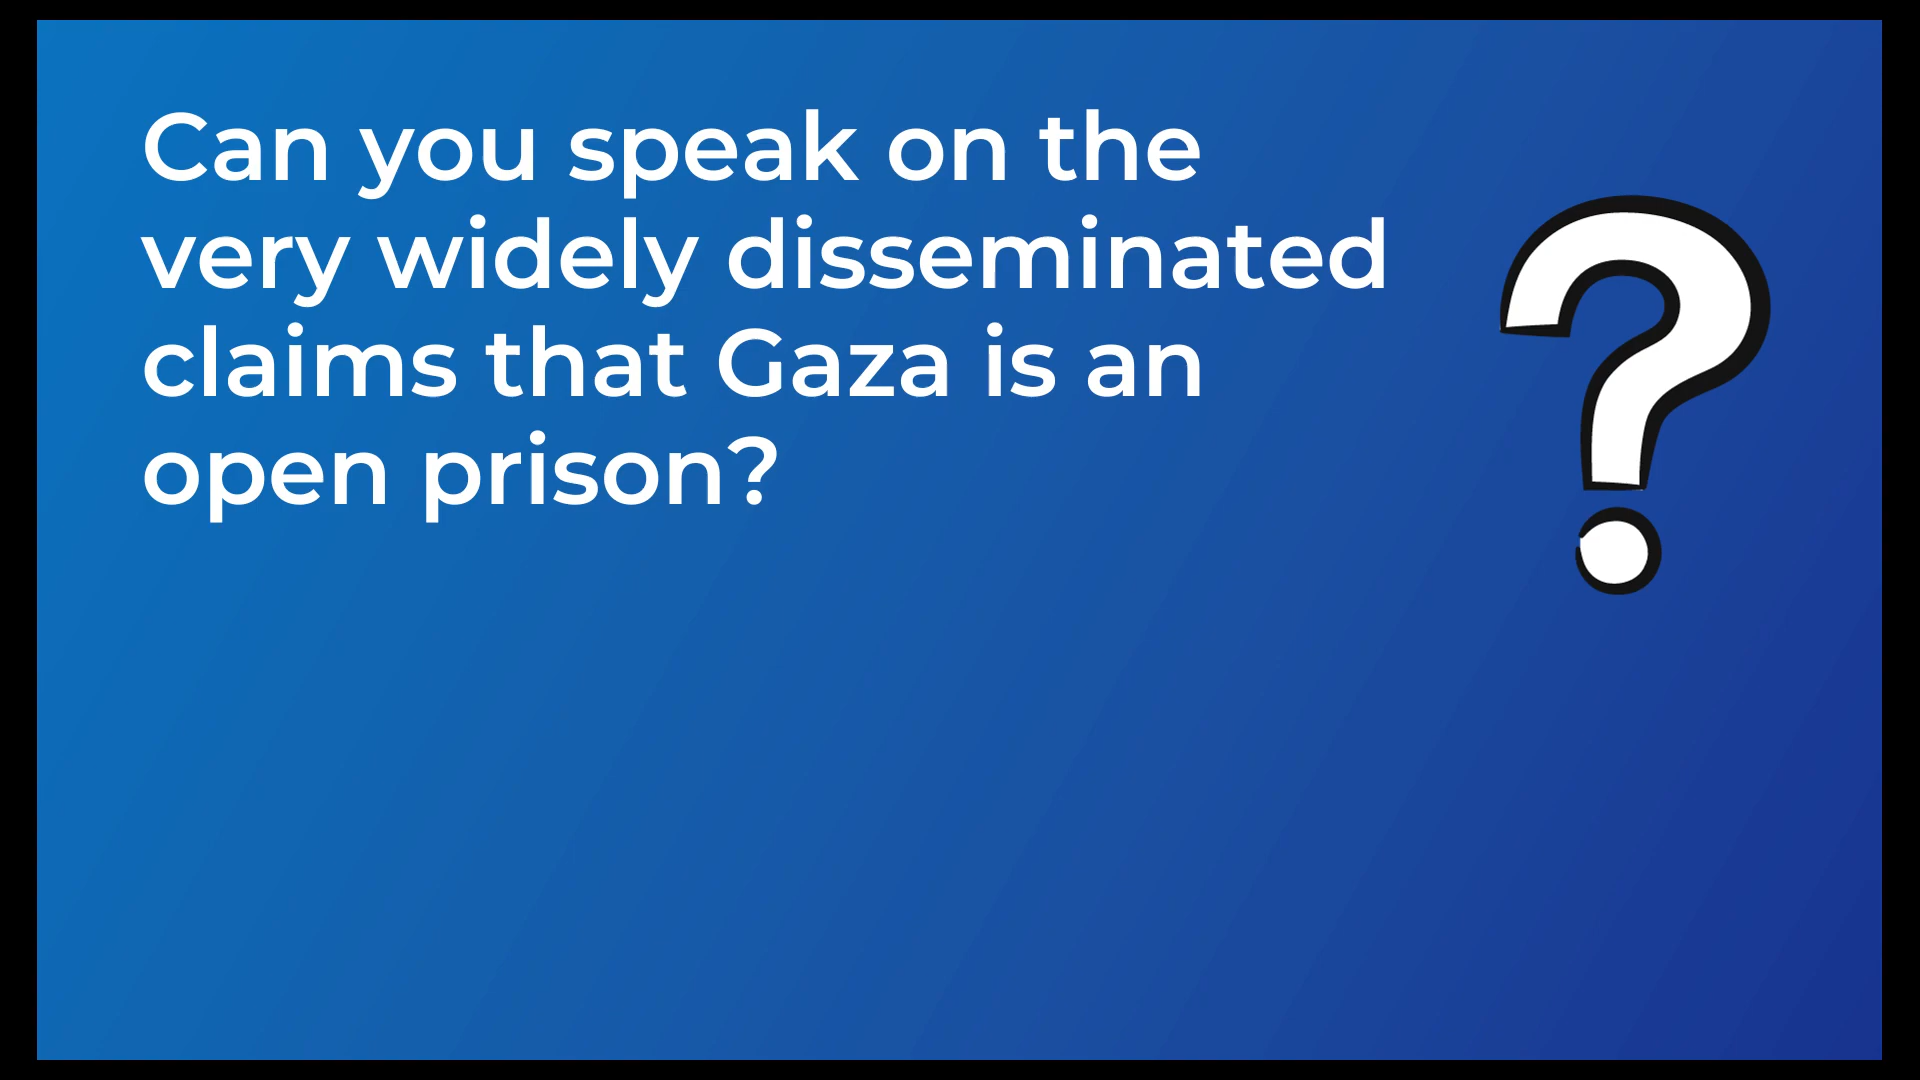 Can you speak on the
very widely disseminated
claims that Gaza is an
open prison?
?